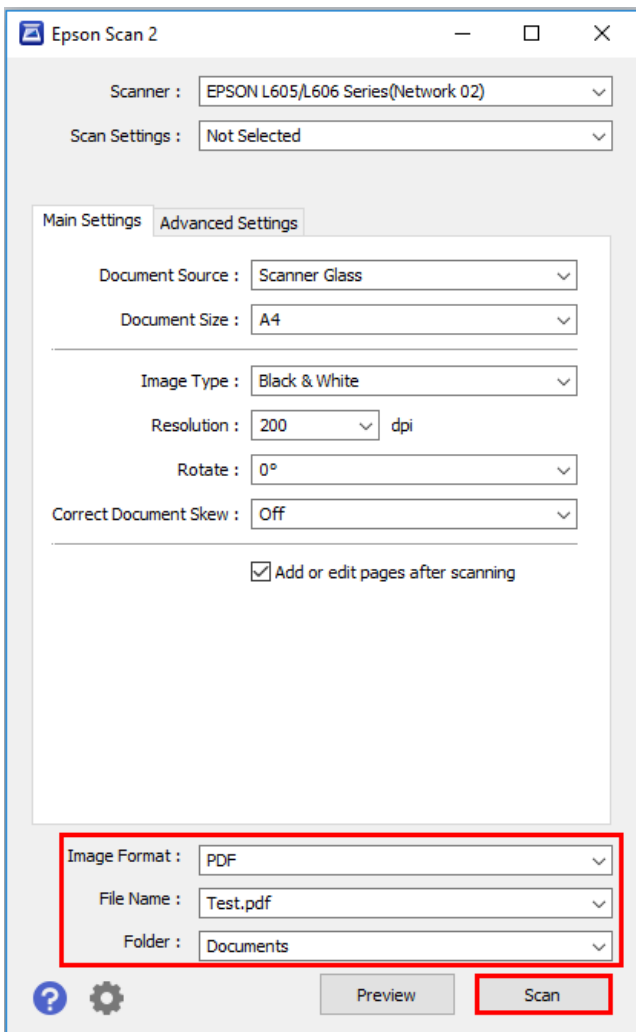 Epson Scan 2
Scanner : EPSON L605/L606 Series(Network 02)
Scan Settings : Not Selected
Main Settings Advanced Settings
Document Source : Scanner Glass
Document Size : A4
Image Type : Black & White
Resolution : 200 dpi
Rotate : 0°
Correct Document Skew : Off
Add or edit pages after scanning
Image Format : PDF
File Name : Test.pdf
Folder : Documents
? Preview Scan